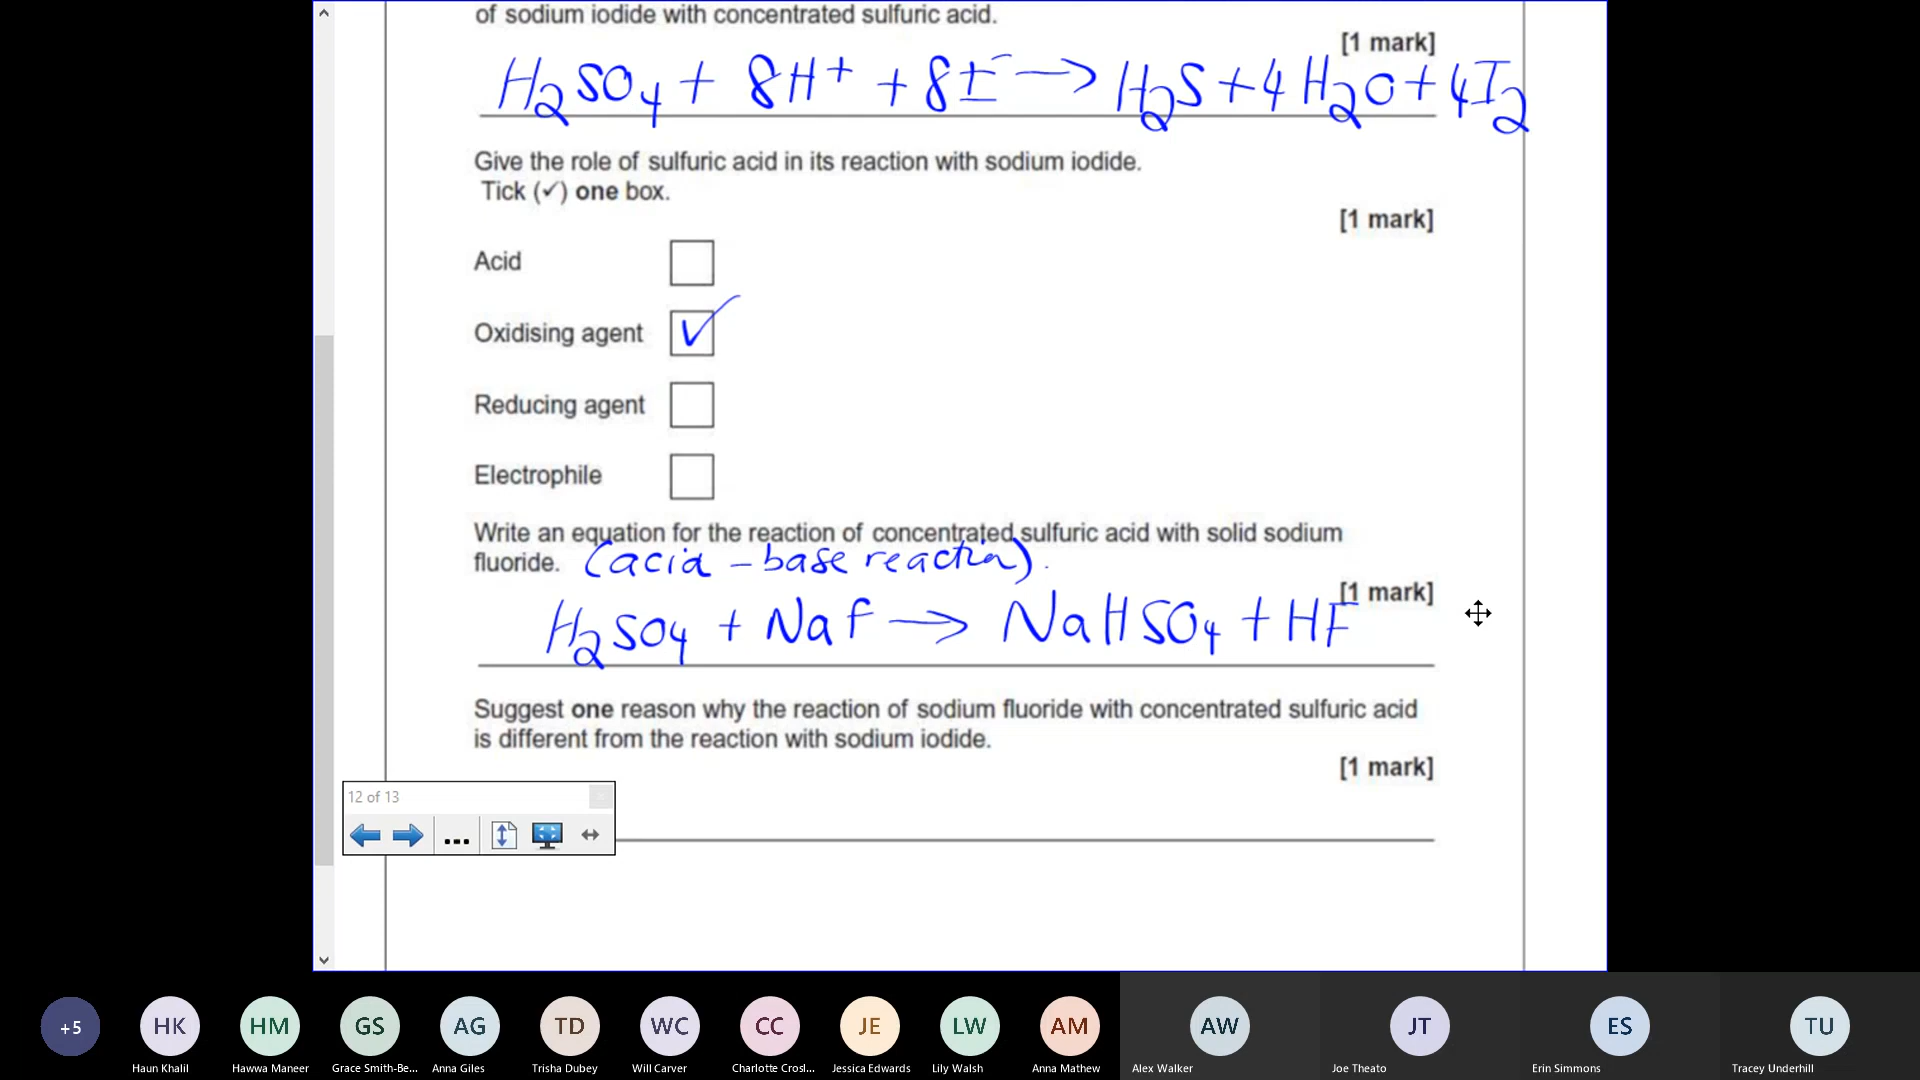 of sodium iodide with concentrated sulfuric acid.
[1 mark]
H₂SO₄ + 8H⁺ + 8I⁻ → H₂S + 4H₂O + 4I₂
Give the role of sulfuric acid in its reaction with sodium iodide.
Tick (✓) one box.
[1 mark]
Acid
Oxidising agent ✓
Reducing agent
Electrophile
Write an equation for the reaction of concentrated sulfuric acid with solid sodium
fluoride. (acid – base reaction).
[1 mark]
H₂SO₄ + NaF → NaHSO₄ + HF
Suggest one reason why the reaction of sodium fluoride with concentrated sulfuric acid
is different from the reaction with sodium iodide.
[1 mark]
12 of 13
...
+5 HK HM GS AG TD WC CC JE LW AM AW JT ES TU
Haun Khalil Hawwa Maneer Grace Smith-Be... Anna Giles Trisha Dubey Will Carver Charlotte Crosl... Jessica Edwards Lily Walsh Anna Mathew Alex Walker Joe Theato Erin Simmons Tracey Underhill